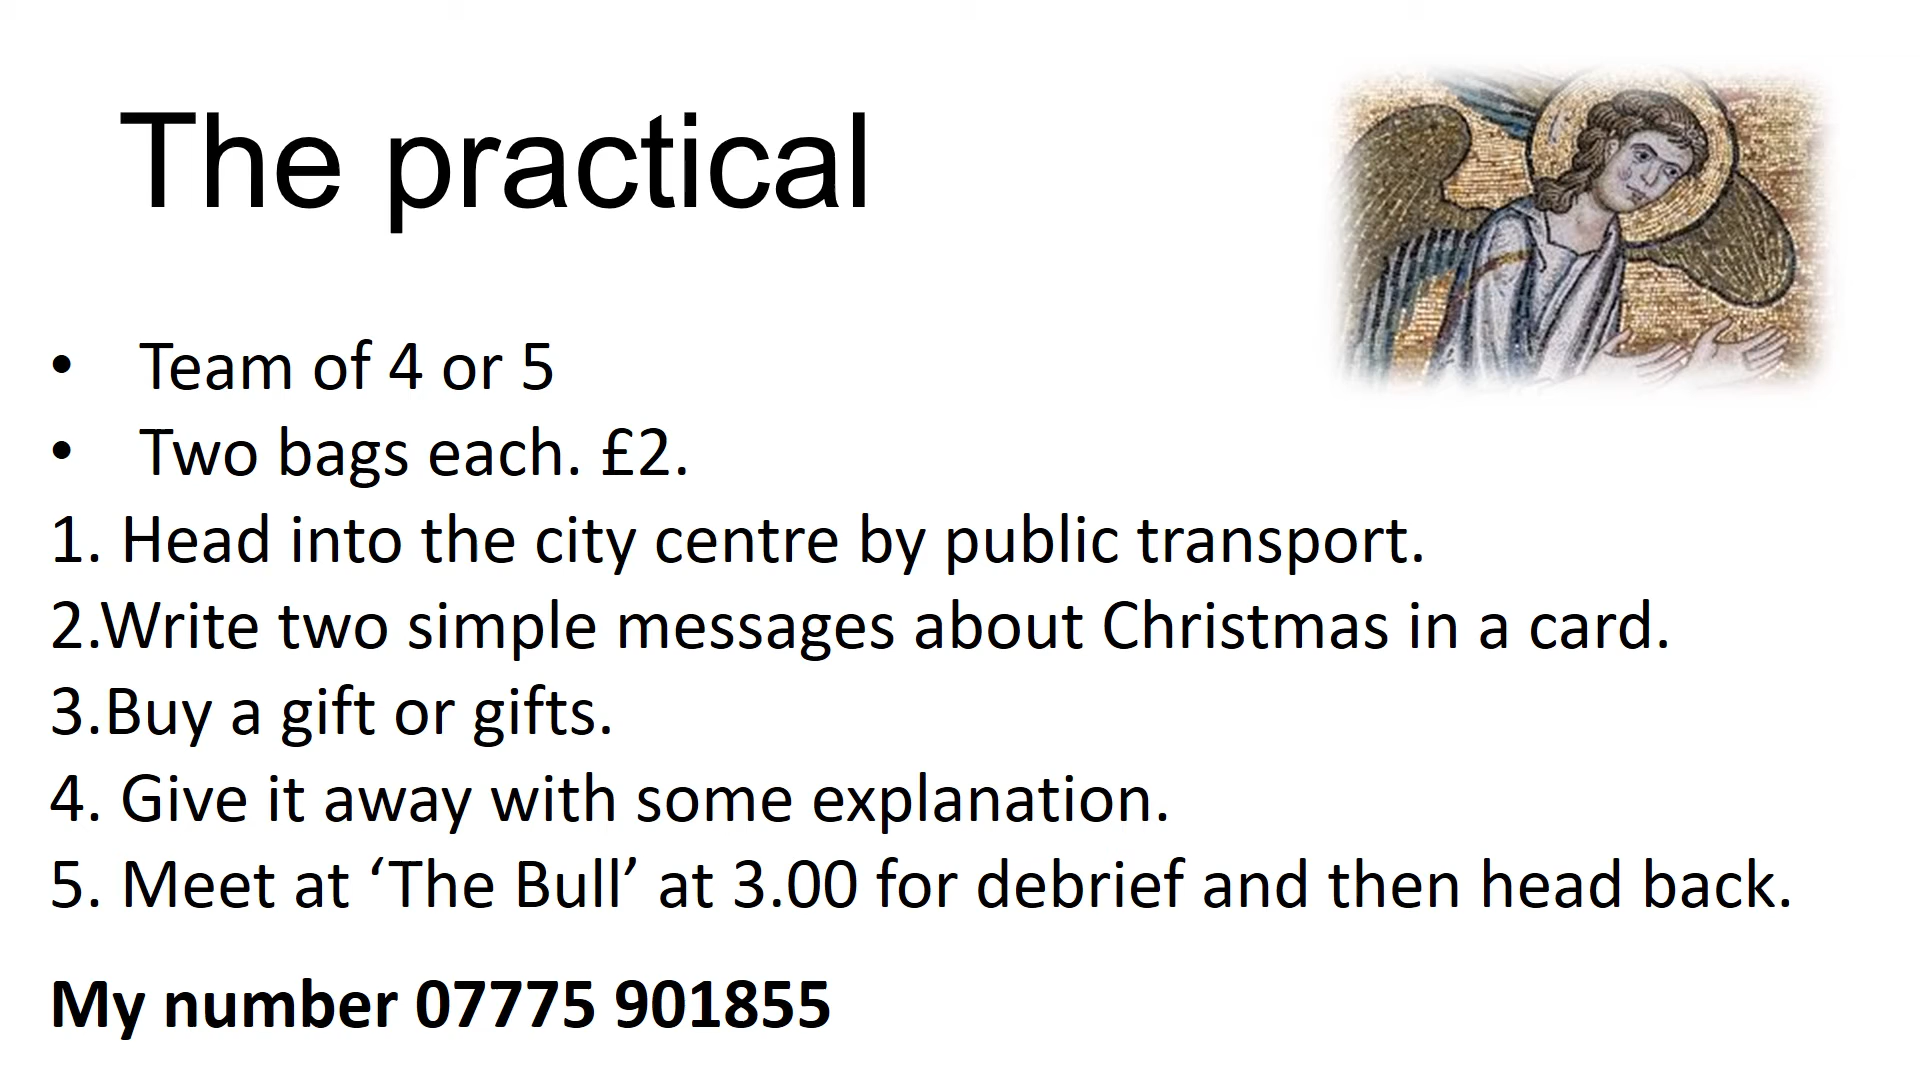 The practical
• Team of 4 or 5
• Two bags each. £2.
1. Head into the city centre by public transport.
2.Write two simple messages about Christmas in a card.
3.Buy a gift or gifts.
4. Give it away with some explanation.
5. Meet at ‘The Bull’ at 3.00 for debrief and then head back.
My number 07775 901855